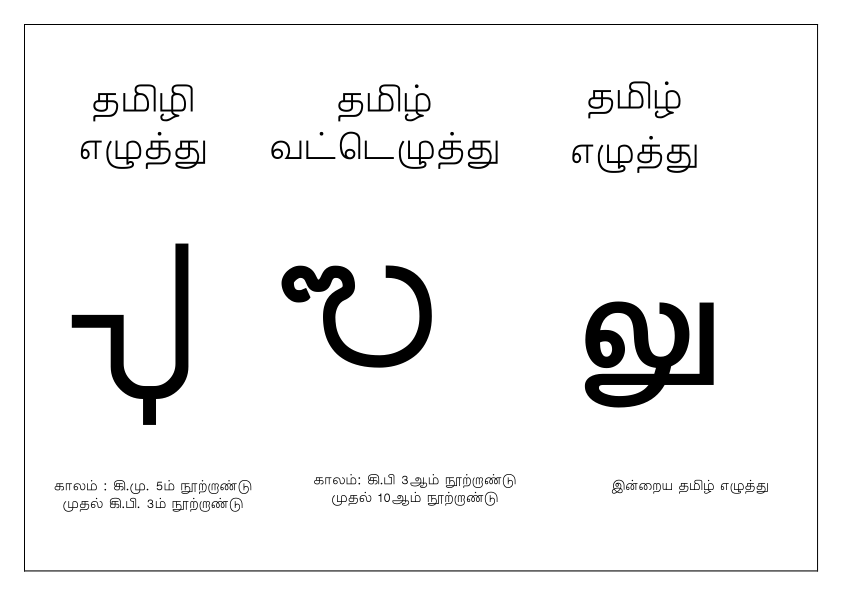 தமிழி
எழுத்து
தமிழ்
வட்டெழுத்து
தமிழ்
எழுத்து
லு
காலம் : கி.மு. 5ம் நூற்றாண்டு
முதல் கி.பி. 3ம் நூற்றாண்டு
காலம்: கி.பி 3ஆம் நூற்றாண்டு
முதல் 10ஆம் நூற்றாண்டு
இன்றைய தமிழ் எழுத்து